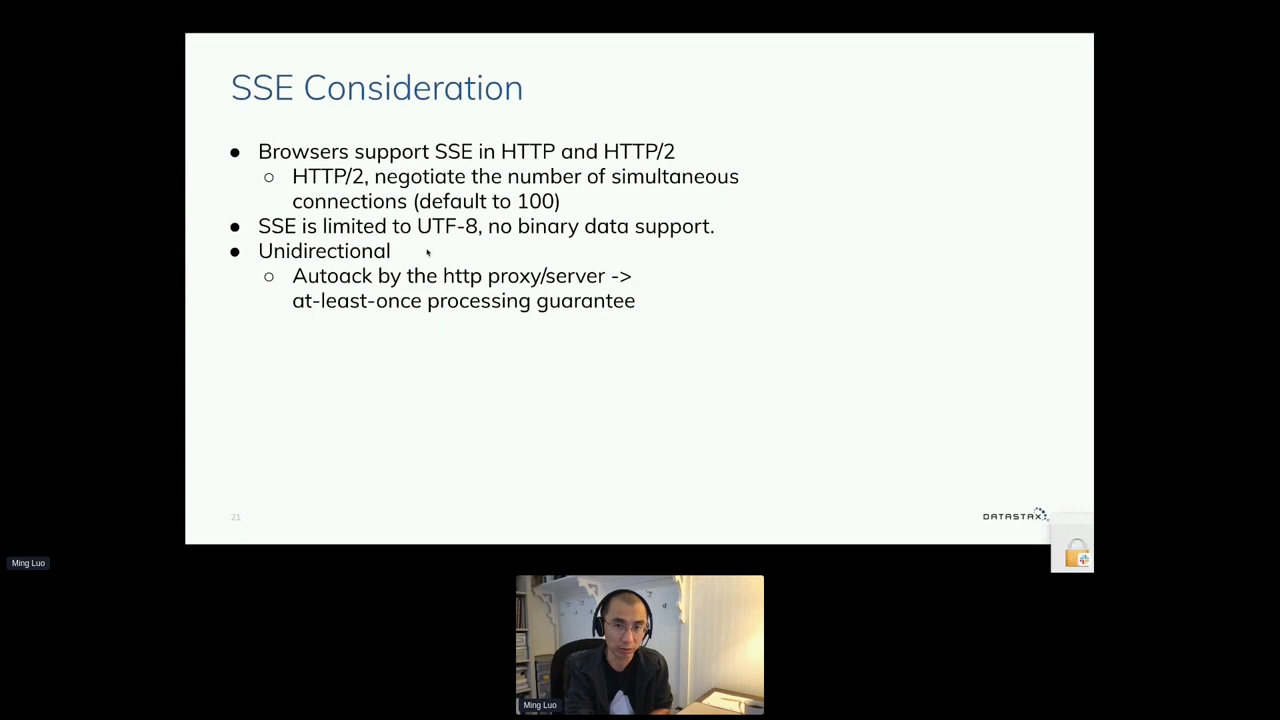 SSE Consideration
● Browsers support SSE in HTTP and HTTP/2
○ HTTP/2, negotiate the number of simultaneous
connections (default to 100)
● SSE is limited to UTF-8, no binary data support.
● Unidirectional
○ Autoack by the http proxy/server ->
at-least-once processing guarantee
21
DATASTAX
Ming Luo
Ming Luo